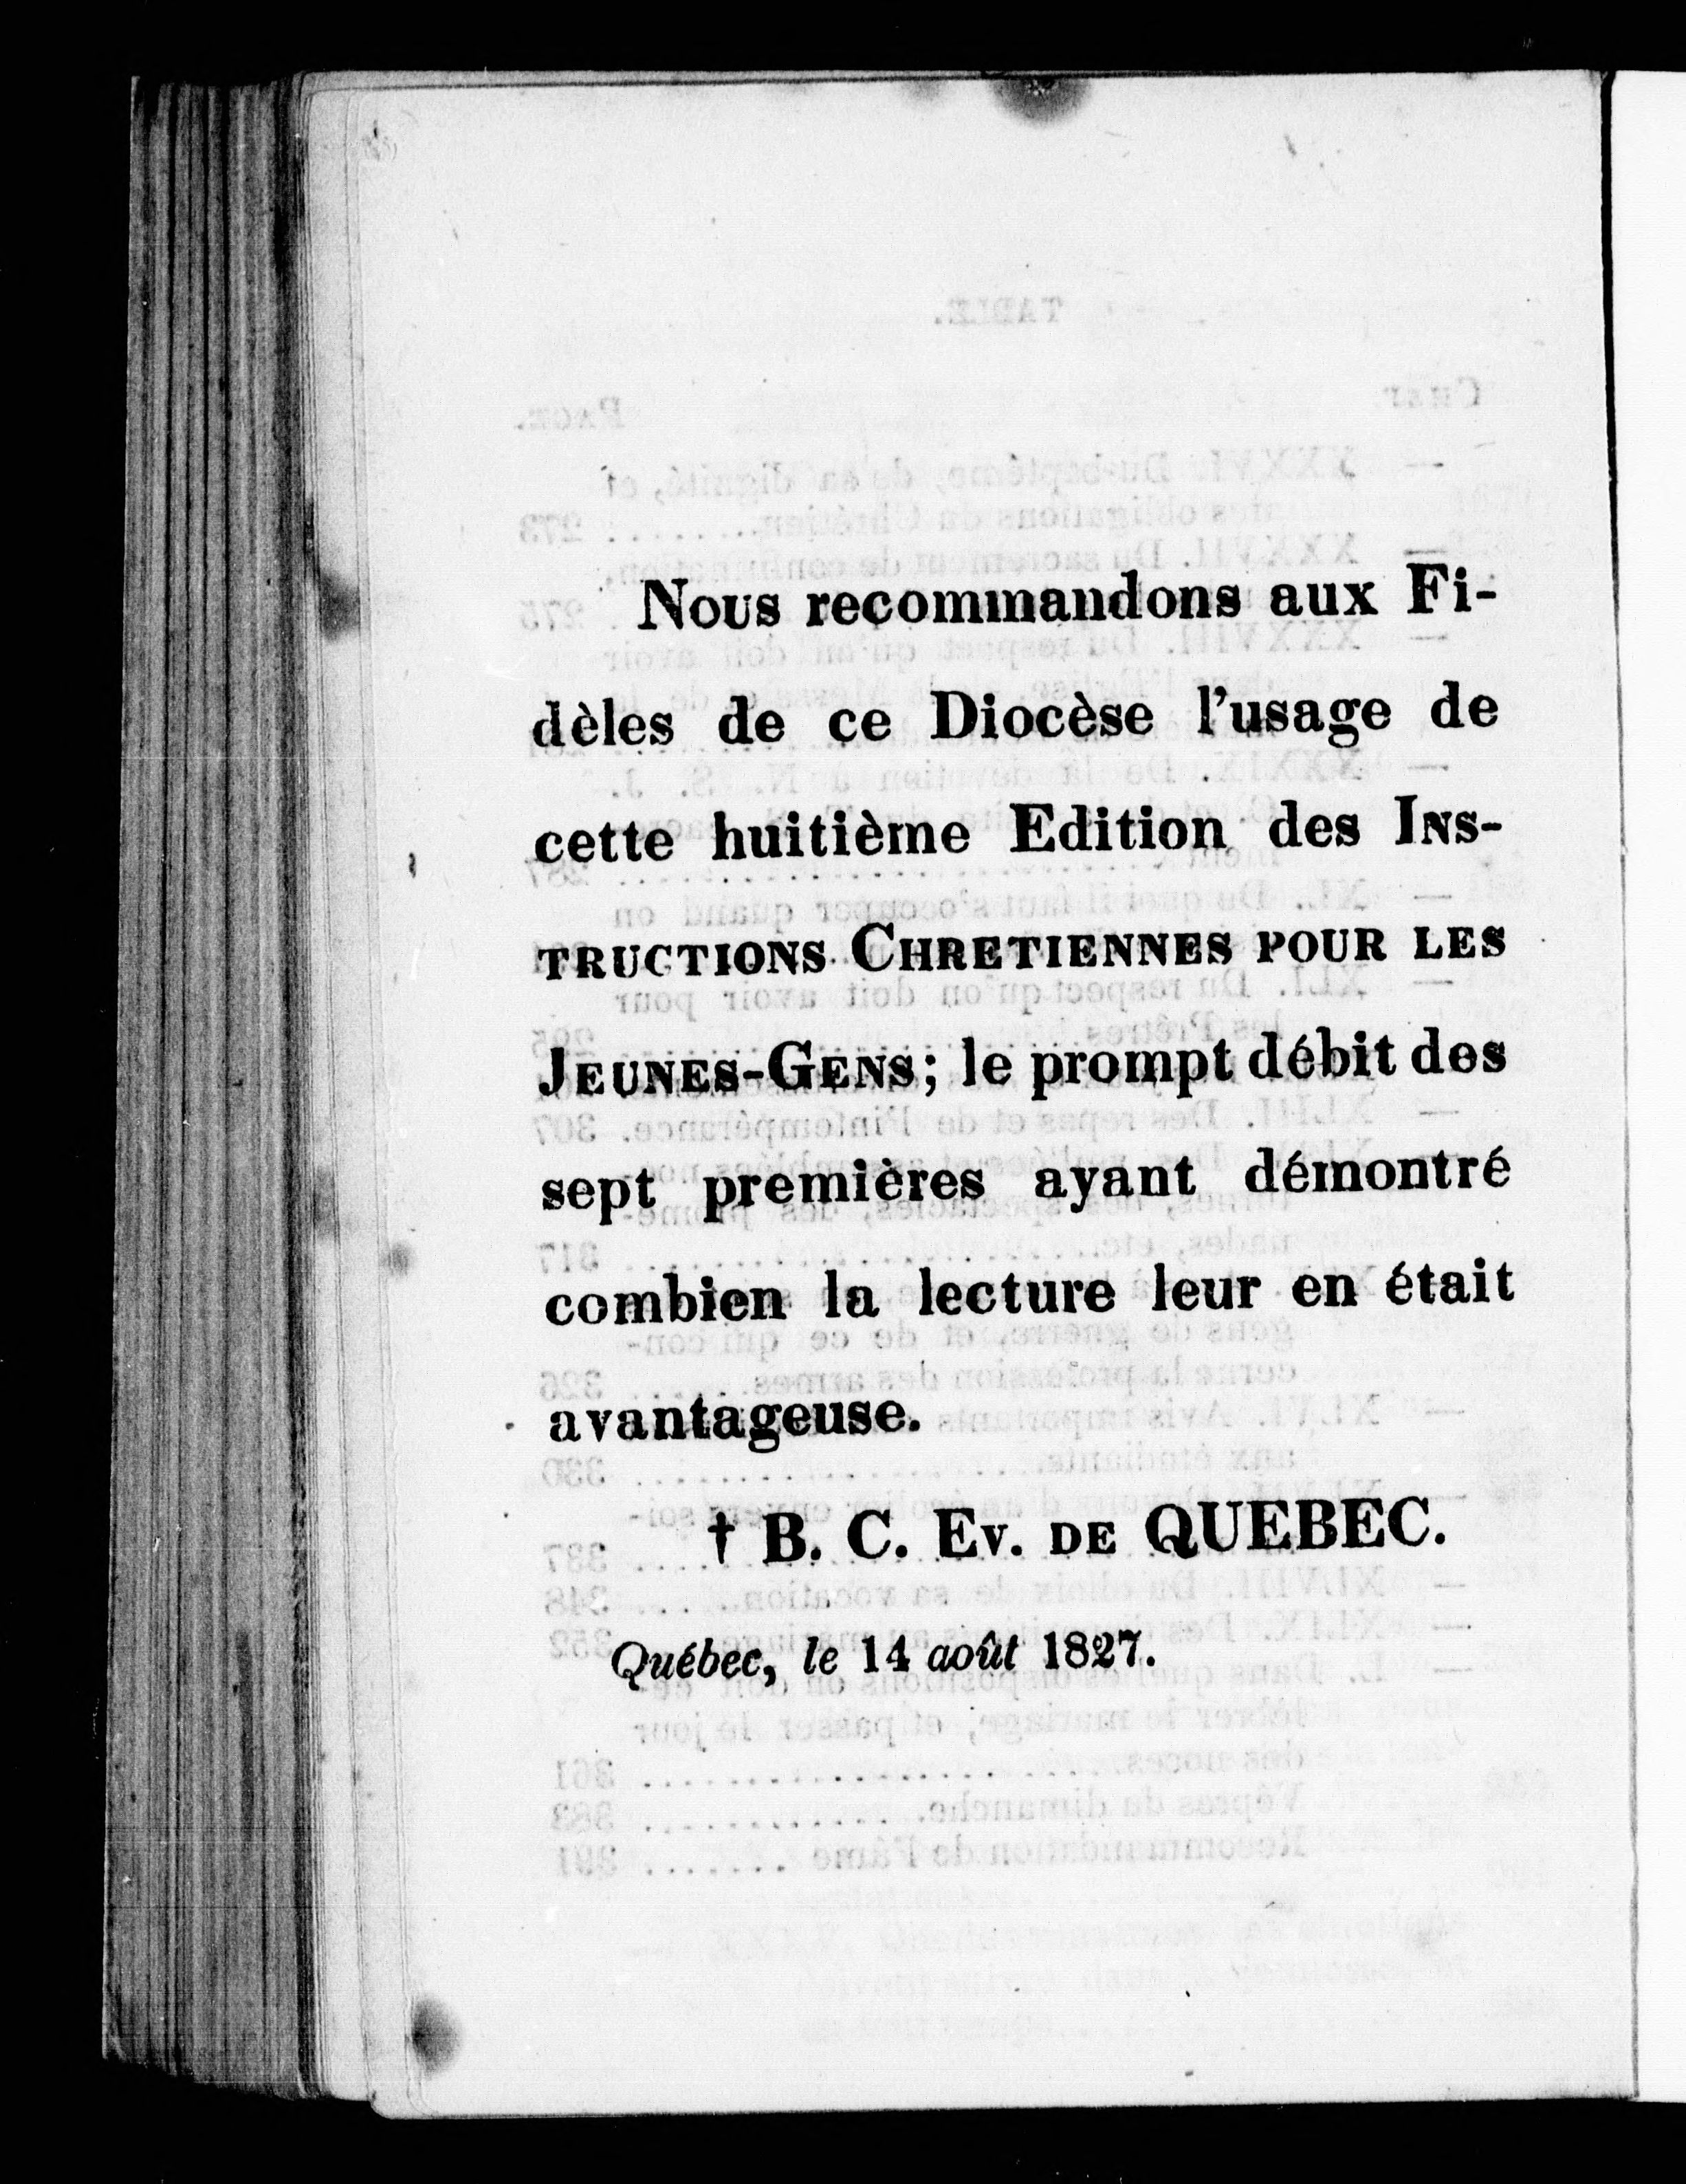 Nous recommandons aux Fi-
dèles de ce Diocèse l'usage de
cette huitième Edition des Ins-
tructions Chretiennes pour les
Jeunes-Gens; le prompt débit des
sept premières ayant démontré
combien la lecture leur en était
avantageuse.
† B. C. Ev. de QUEBEC.
Québec, le 14 août 1827.